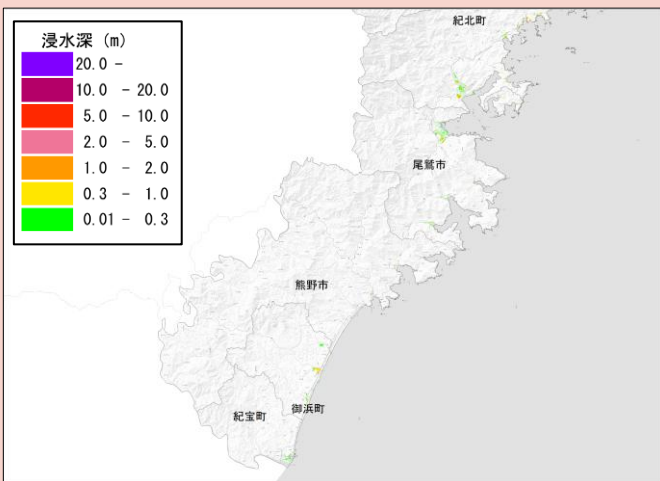 浸水深 (m)
20.0 -
10.0 - 20.0
5.0 - 10.0
2.0 - 5.0
1.0 - 2.0
0.3 - 1.0
0.01 - 0.3
紀北町
尾鷲市
熊野市
御浜町
紀宝町